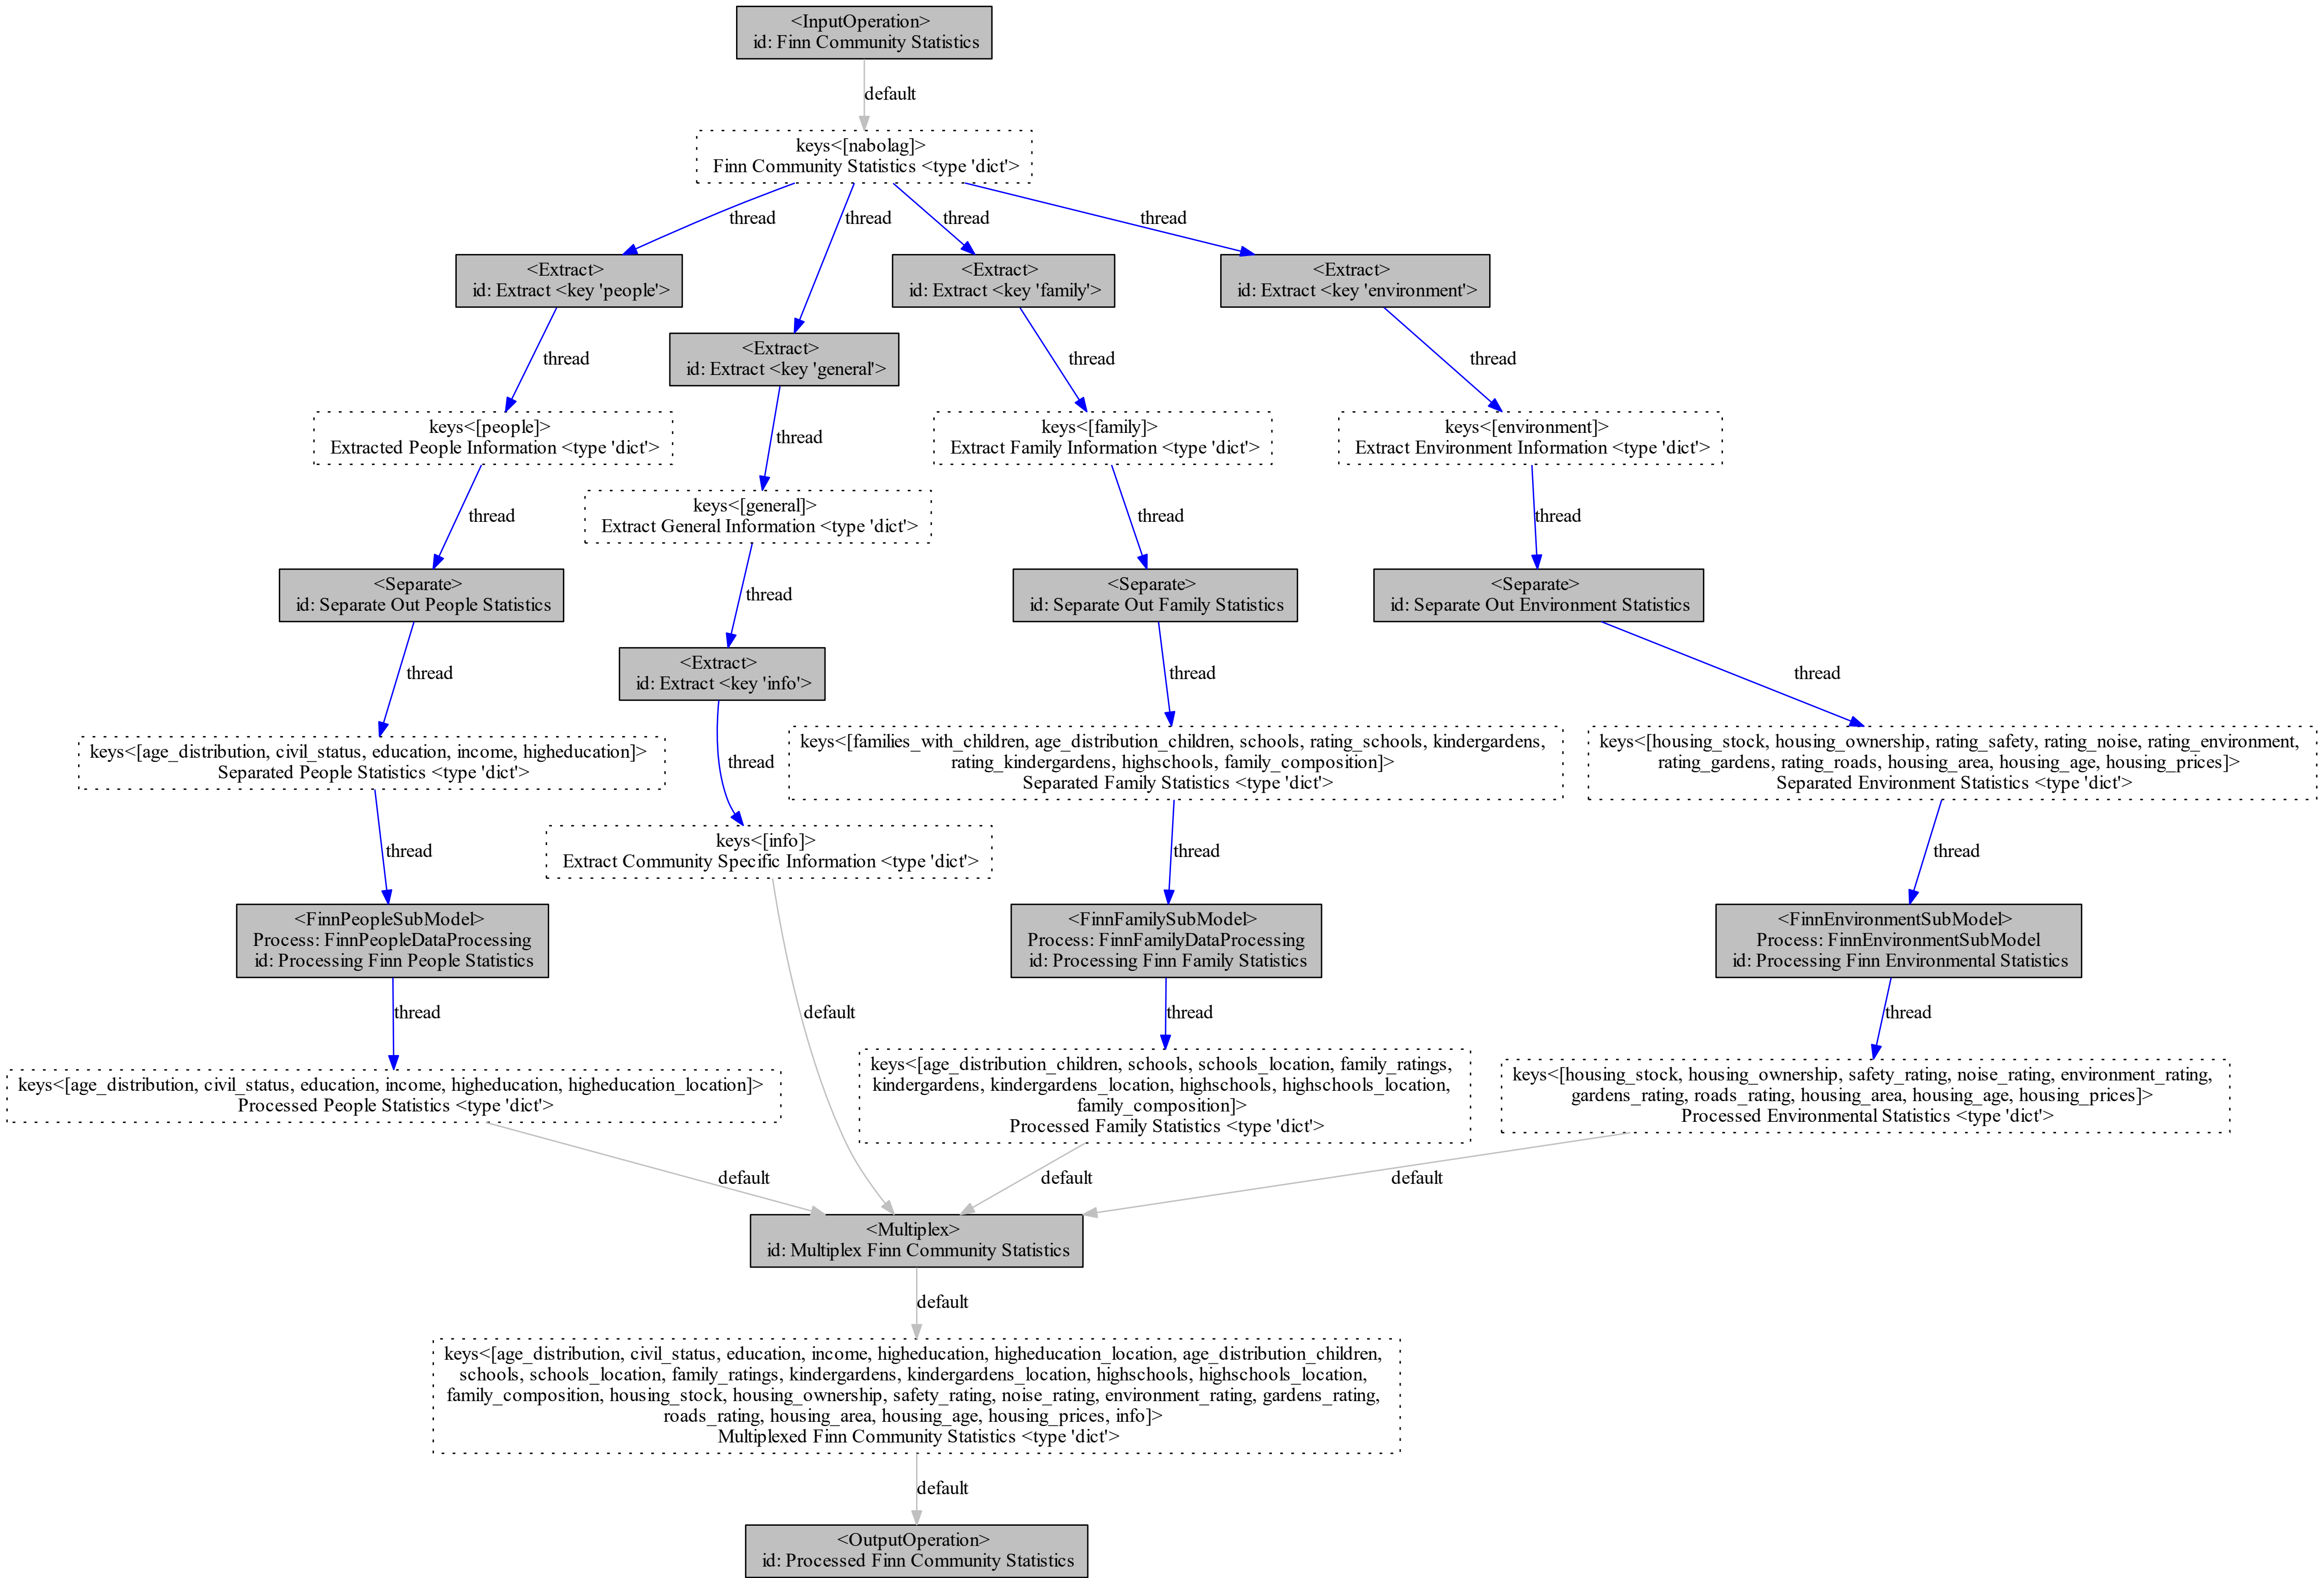 <InputOperation>
id: Finn Community Statistics
default
keys<[nabolag]>
Finn Community Statistics <type 'dict'>
thread
thread
thread
thread
<Extract>
id: Extract <key 'people'>
<Extract>
id: Extract <key 'family'>
<Extract>
id: Extract <key 'environment'>
<Extract>
id: Extract <key 'general'>
thread
thread
thread
thread
keys<[people]>
Extracted People Information <type 'dict'>
keys<[family]>
Extract Family Information <type 'dict'>
keys<[environment]>
Extract Environment Information <type 'dict'>
keys<[general]>
Extract General Information <type 'dict'>
thread
thread
thread
<Separate>
id: Separate Out People Statistics
thread
<Separate>
id: Separate Out Family Statistics
<Separate>
id: Separate Out Environment Statistics
<Extract>
id: Extract <key 'info'>
thread
thread
thread
keys<[age_distribution, civil_status, education, income, higheducation]>
Separated People Statistics <type 'dict'>
thread
keys<[families_with_children, age_distribution_children, schools, rating_schools, kindergardens,
rating_kindergardens, highschools, family_composition]>
Separated Family Statistics <type 'dict'>
keys<[housing_stock, housing_ownership, rating_safety, rating_noise, rating_environment,
rating_gardens, rating_roads, housing_area, housing_age, housing_prices]>
Separated Environment Statistics <type 'dict'>
keys<[info]>
Extract Community Specific Information <type 'dict'>
thread
thread
thread
<FinnPeopleSubModel>
Process: FinnPeopleDataProcessing
id: Processing Finn People Statistics
<FinnFamilySubModel>
Process: FinnFamilyDataProcessing
id: Processing Finn Family Statistics
<FinnEnvironmentSubModel>
Process: FinnEnvironmentSubModel
id: Processing Finn Environmental Statistics
thread
default
thread
thread
keys<[age_distribution, civil_status, education, income, higheducation, higheducation_location]>
Processed People Statistics <type 'dict'>
keys<[age_distribution_children, schools, schools_location, family_ratings,
kindergardens, kindergardens_location, highschools, highschools_location,
family_composition]>
Processed Family Statistics <type 'dict'>
keys<[housing_stock, housing_ownership, safety_rating, noise_rating, environment_rating,
gardens_rating, roads_rating, housing_area, housing_age, housing_prices]>
Processed Environmental Statistics <type 'dict'>
default
default
default
<Multiplex>
id: Multiplex Finn Community Statistics
default
keys<[age_distribution, civil_status, education, income, higheducation, higheducation_location, age_distribution_children,
schools, schools_location, family_ratings, kindergardens, kindergardens_location, highschools, highschools_location,
family_composition, housing_stock, housing_ownership, safety_rating, noise_rating, environment_rating, gardens_rating,
roads_rating, housing_area, housing_age, housing_prices, info]>
Multiplexed Finn Community Statistics <type 'dict'>
default
<OutputOperation>
id: Processed Finn Community Statistics